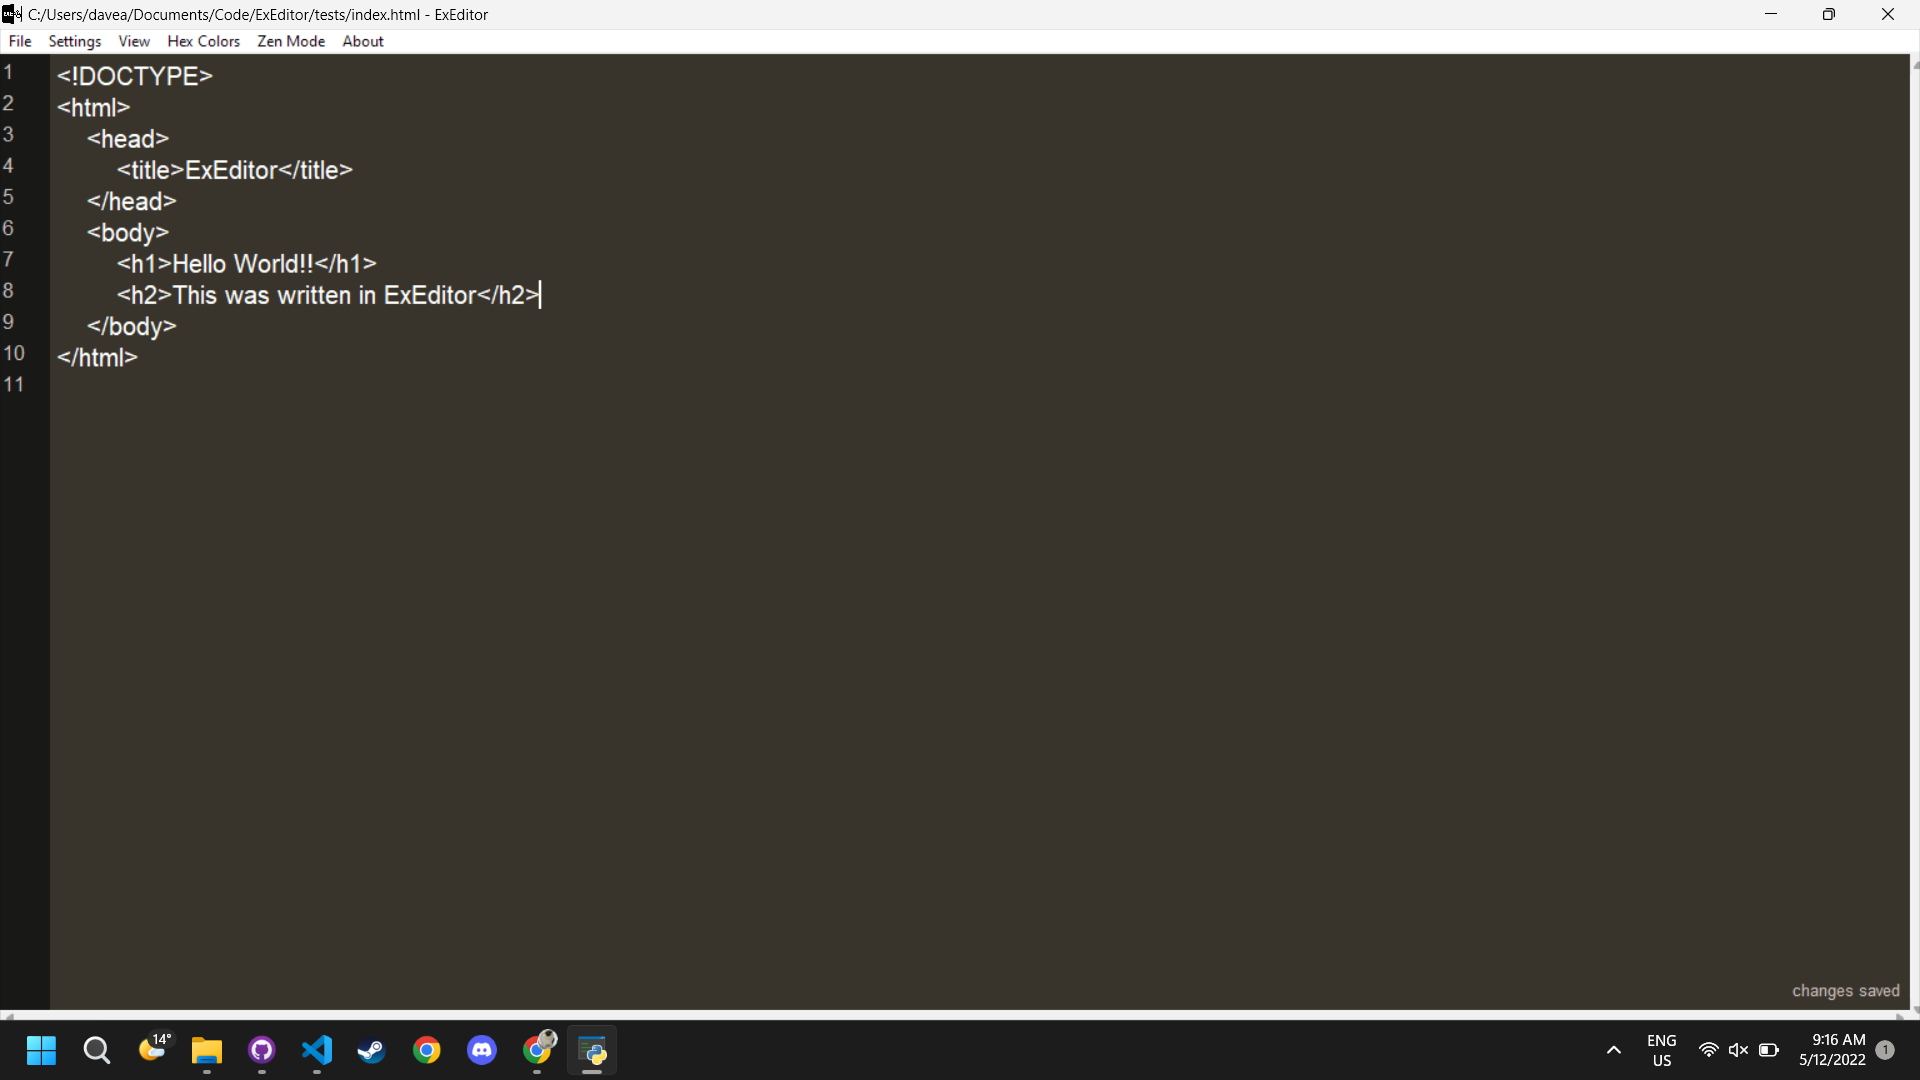 C:/Users/davea/Documents/Code/ExEditor/tests/index.html - ExEditor
File Settings View Hex Colors Zen Mode About
1 <!DOCTYPE>
2 <html>
3 <head>
4 <title>ExEditor</title>
5 </head>
6 <body>
7 <h1>Hello World!!</h1>
8 <h2>This was written in ExEditor</h2>
9 </body>
10 </html>
11
changes saved
14°
ENG
US
9:16 AM
5/12/2022
1